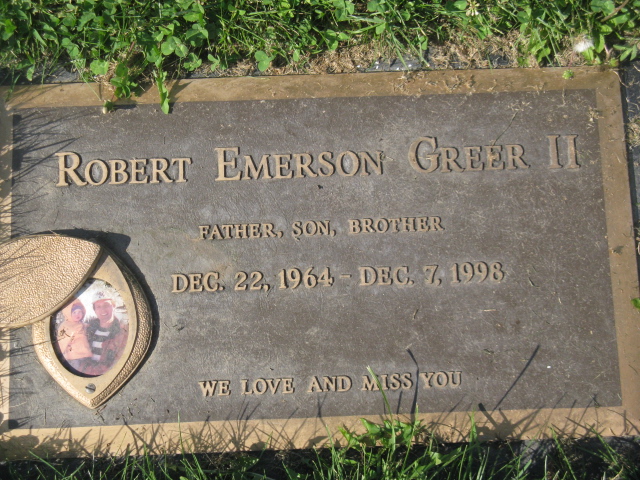 ROBERT EMERSON GREER II
FATHER, SON, BROTHER
DEC. 22, 1964 - DEC. 7, 1998
WE LOVE AND MISS YOU